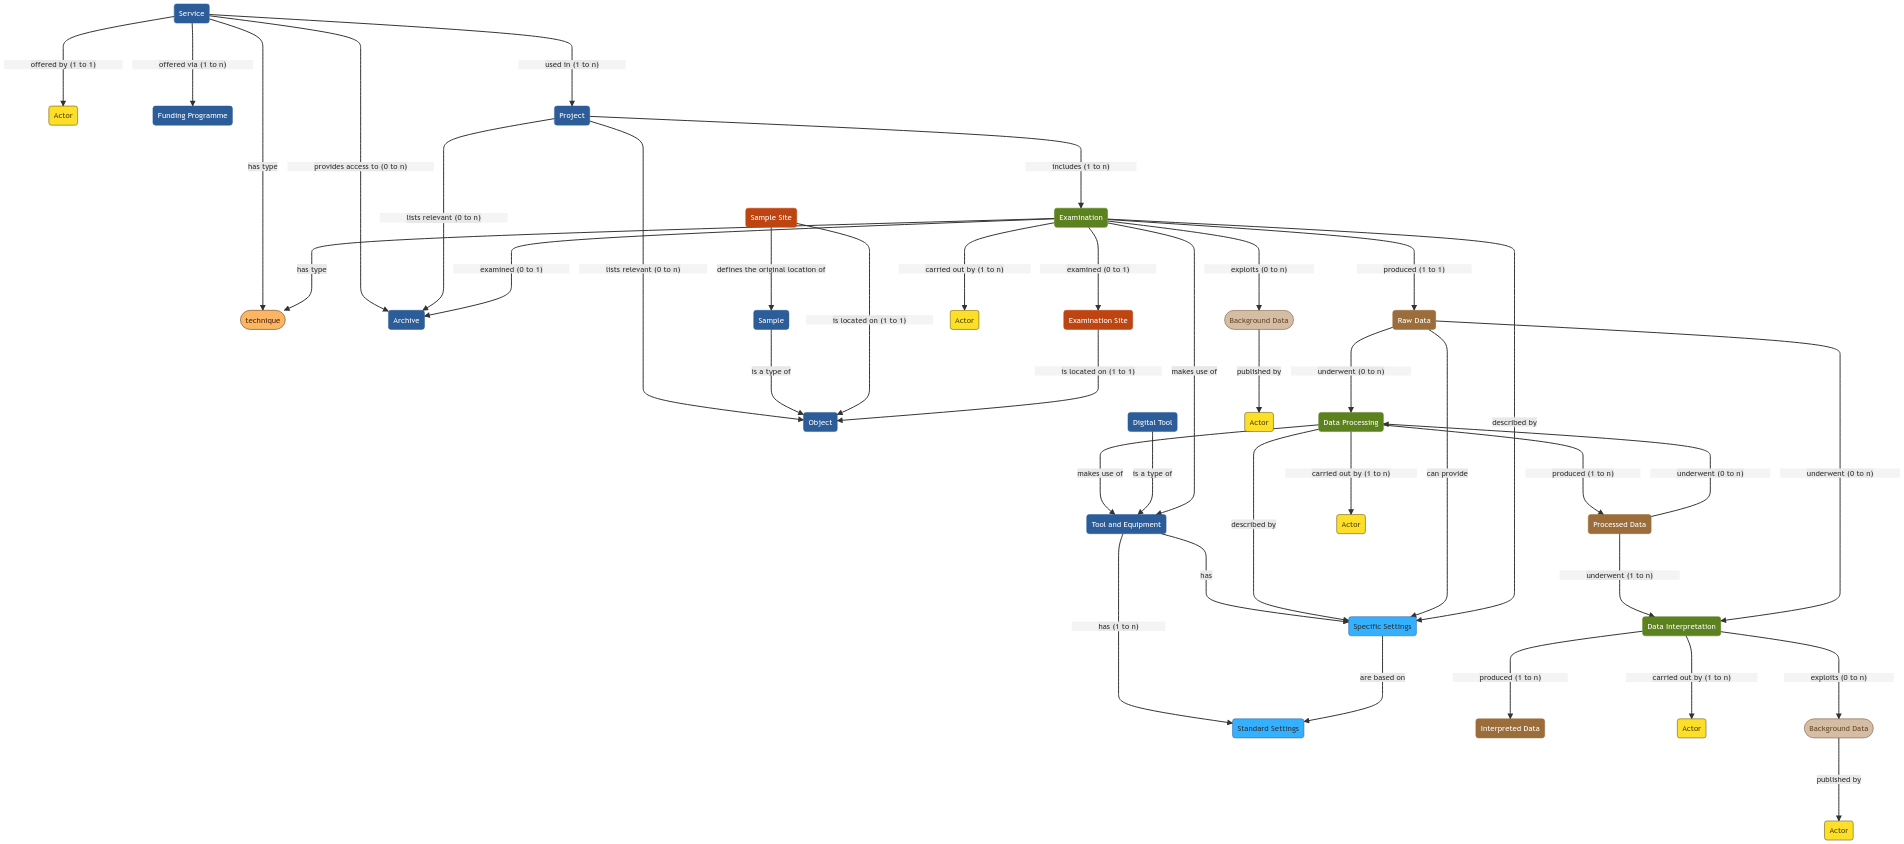 Service
offered by (1 to 1)
offered via (1 to n)
used in (1 to n)
Actor
Funding Programme
Project
has type
provides access to (0 to n)
includes (1 to n)
lists relevant (0 to n)
Sample Site
Examination
has type
examined (0 to 1)
lists relevant (0 to n)
defines the original location of
carried out by (1 to n)
examined (0 to 1)
exploits (0 to n)
produced (1 to 1)
technique
Archive
Sample
is located on (1 to 1)
Actor
Examination Site
Background Data
Raw Data
is a type of
is located on (1 to 1)
makes use of
published by
underwent (0 to n)
Object
Digital Tool
Actor
Data Processing
described by
makes use of
is a type of
carried out by (1 to n)
can provide
produced (1 to n)
underwent (0 to n)
underwent (0 to n)
Tool and Equipment
described by
Actor
Processed Data
has
underwent (1 to n)
has (1 to n)
Specific Settings
Data Interpretation
are based on
produced (1 to n)
carried out by (1 to n)
exploits (0 to n)
Standard Settings
Interpreted Data
Actor
Background Data
published by
Actor